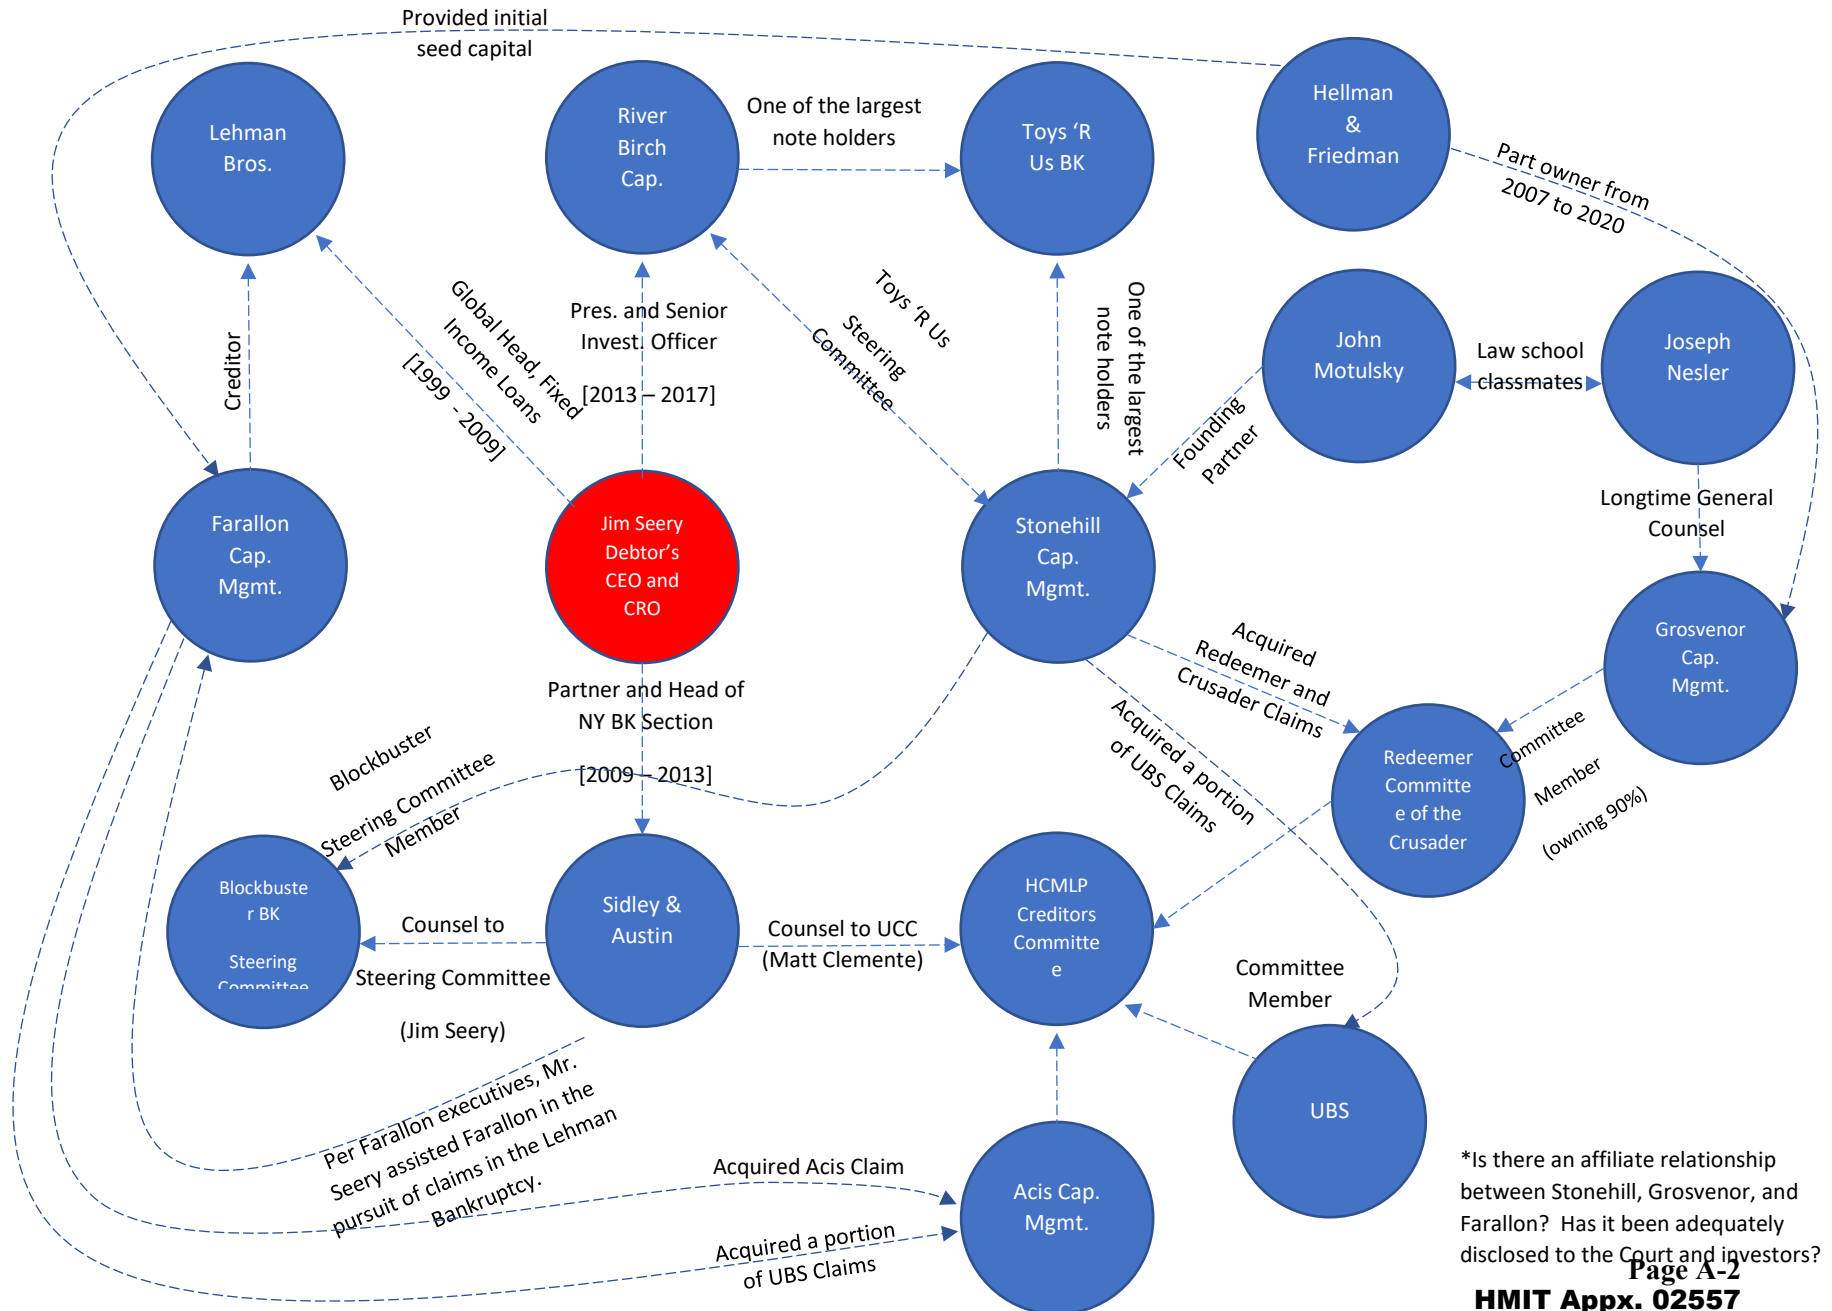 Provided initial
seed capital
Lehman
Bros.
River
Birch
Cap.
One of the largest
note holders
Toys ‘R
Us BK
Hellman
&
Friedman
Part owner from
2007 to 2020
Creditor
Global Head, Fixed
Income Loans
[1999 - 2009]
Pres. and Senior
Invest. Officer
[2013 – 2017]
Toys ‘R Us
Steering
Committee
One of the largest
note holders
John
Motulsky
Law school
classmates
Joseph
Nesler
Founding
Partner
Longtime General
Counsel
Farallon
Cap.
Mgmt.
Jim Seery
Debtor’s
CEO and
CRO
Stonehill
Cap.
Mgmt.
Grosvenor
Cap.
Mgmt.
Acquired
Redeemer and
Crusader Claims
Acquired a portion
of UBS Claims
Partner and Head of
NY BK Section
[2009 – 2013]
Blockbuster
Steering Committee
Member
Redeemer
Committe
e of the
Crusader
Committee
Member
(owning 90%)
Blockbuste
r BK
Steering
Committee
Counsel to
Steering Committee
(Jim Seery)
Sidley &
Austin
Counsel to UCC
(Matt Clemente)
HCMLP
Creditors
Committe
e
Committee
Member
UBS
Per Farallon executives, Mr.
Seery assisted Farallon in the
pursuit of claims in the Lehman
Bankruptcy.
Acquired Acis Claim
Acquired a portion
of UBS Claims
Acis Cap.
Mgmt.
*Is there an affiliate relationship
between Stonehill, Grosvenor, and
Farallon?  Has it been adequately
disclosed to the Court and investors?
Page A-2
HMIT Appx. 02557